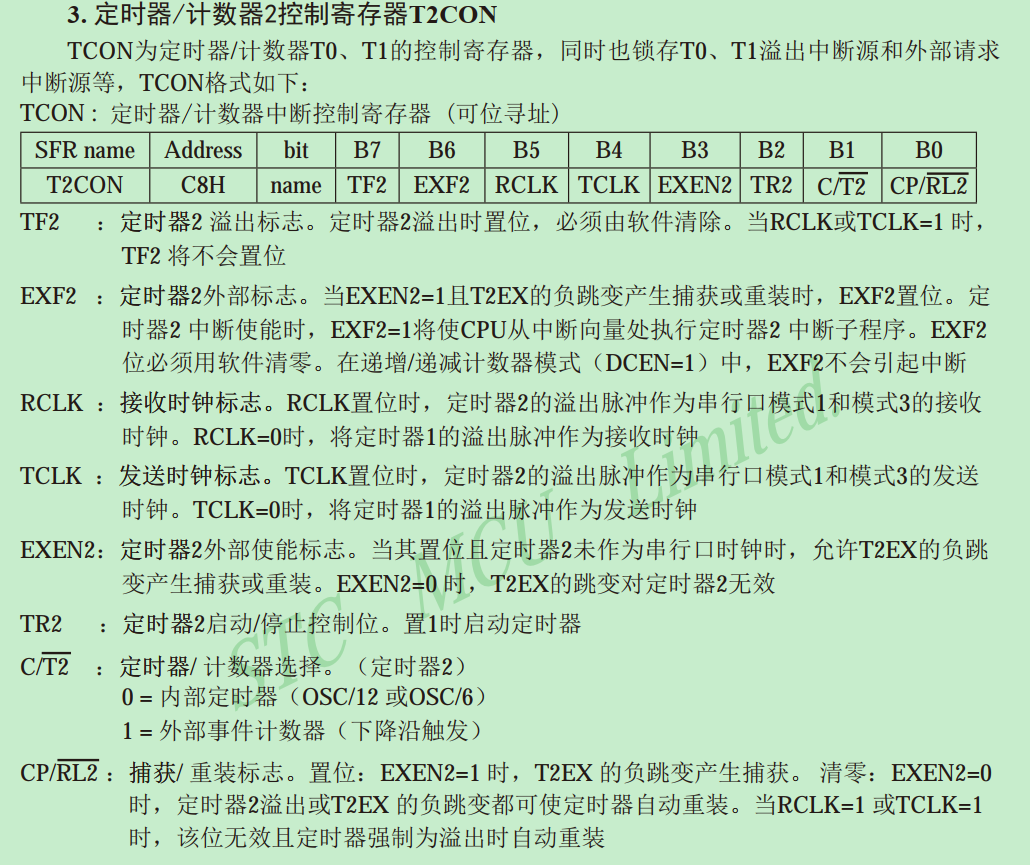 3. 定时器/计数器2控制寄存器T2CON
TCON为定时器/计数器T0、T1的控制寄存器，同时也锁存T0、T1溢出中断源和外部请求
中断源等，TCON格式如下：
TCON : 定时器/计数器中断控制寄存器 (可位寻址)
SFR name Address bit B7 B6 B5 B4 B3 B2 B1 B0
T2CON C8H name TF2 EXF2 RCLK TCLK EXEN2 TR2 C/T2 CP/RL2
TF2 ：定时器2 溢出标志。定时器2溢出时置位，必须由软件清除。当RCLK或TCLK=1 时，
TF2 将不会置位
EXF2 ：定时器2外部标志。当EXEN2=1且T2EX的负跳变产生捕获或重装时，EXF2置位。定
时器2 中断使能时，EXF2=1将使CPU从中断向量处执行定时器2 中断子程序。EXF2
位必须用软件清零。在递增/递减计数器模式（DCEN=1）中，EXF2不会引起中断
RCLK ：接收时钟标志。RCLK置位时，定时器2的溢出脉冲作为串行口模式1和模式3的接收
时钟。RCLK=0时，将定时器1的溢出脉冲作为接收时钟
TCLK ：发送时钟标志。TCLK置位时，定时器2的溢出脉冲作为串行口模式1和模式3的发送
时钟。TCLK=0时，将定时器1的溢出脉冲作为发送时钟
EXEN2：定时器2外部使能标志。当其置位且定时器2未作为串行口时钟时，允许T2EX的负跳
变产生捕获或重装。EXEN2=0 时，T2EX的跳变对定时器2无效
TR2 ：定时器2启动/停止控制位。置1时启动定时器
C/T2 ：定时器/ 计数器选择。（定时器2）
0 = 内部定时器（OSC/12 或OSC/6）
1 = 外部事件计数器（下降沿触发）
CP/RL2：捕获/ 重装标志。置位：EXEN2=1 时，T2EX 的负跳变产生捕获。 清零：EXEN2=0
时，定时器2溢出或T2EX 的负跳变都可使定时器自动重装。当RCLK=1 或TCLK=1
时，该位无效且定时器强制为溢出时自动重装
STC MCU Limited.